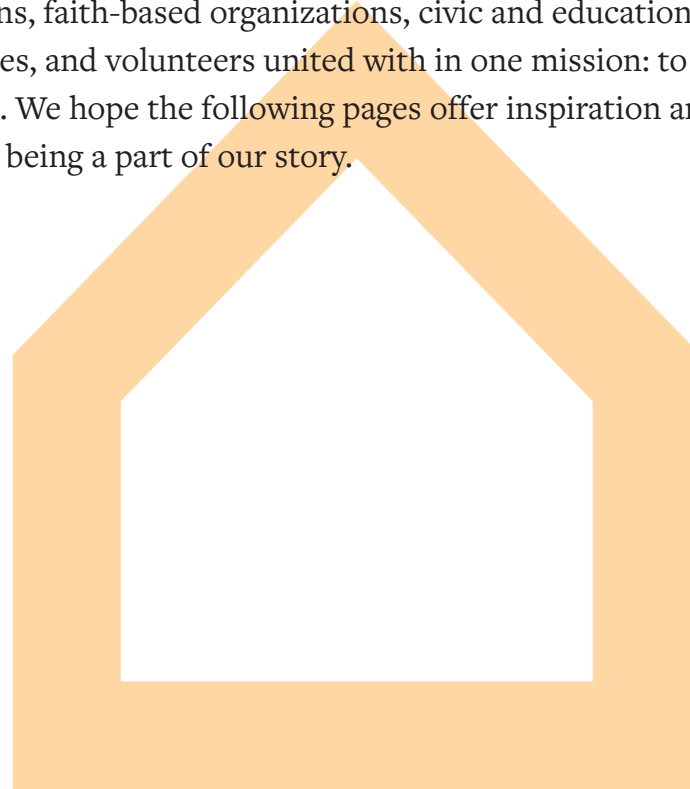 ns, faith-based organizations, civic and education
es, and volunteers united with in one mission: to
. We hope the following pages offer inspiration ar
being a part of our story.